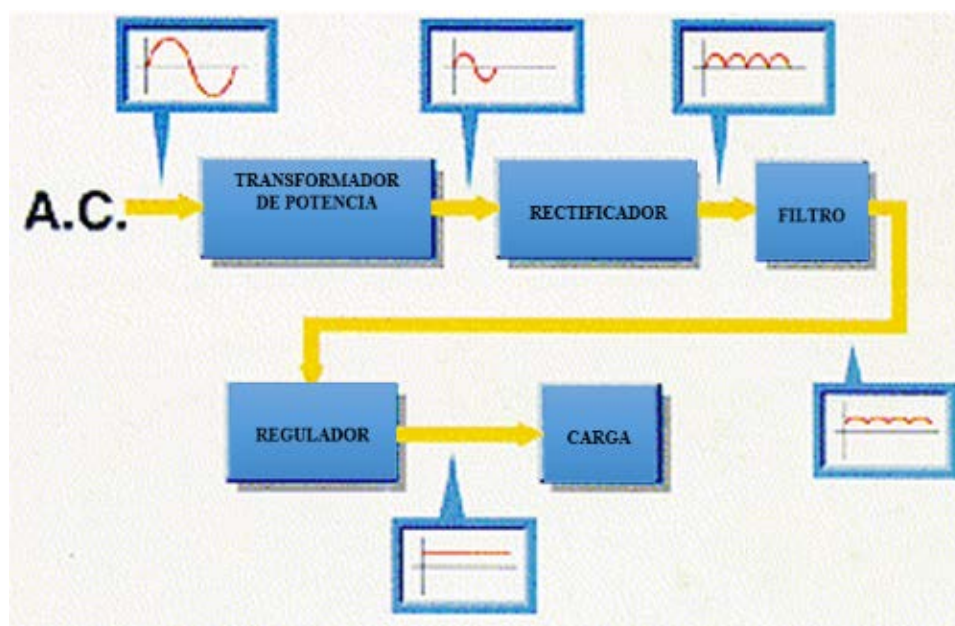 A.C.
TRANSFORMADOR
DE POTENCIA
RECTIFICADOR
FILTRO
REGULADOR
CARGA